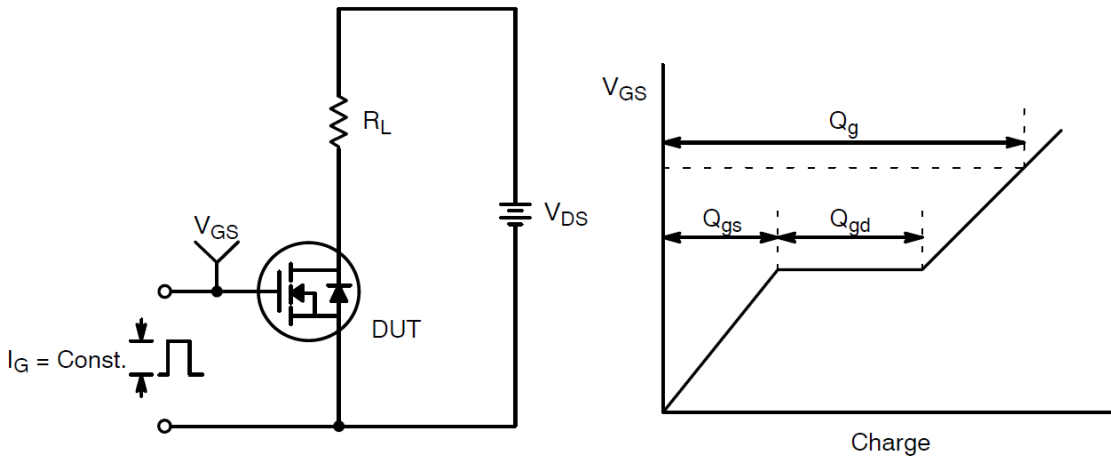 R_L
V_GS
V_DS
DUT
I_G = Const.
V_GS
Q_g
Q_gs
Q_gd
Charge